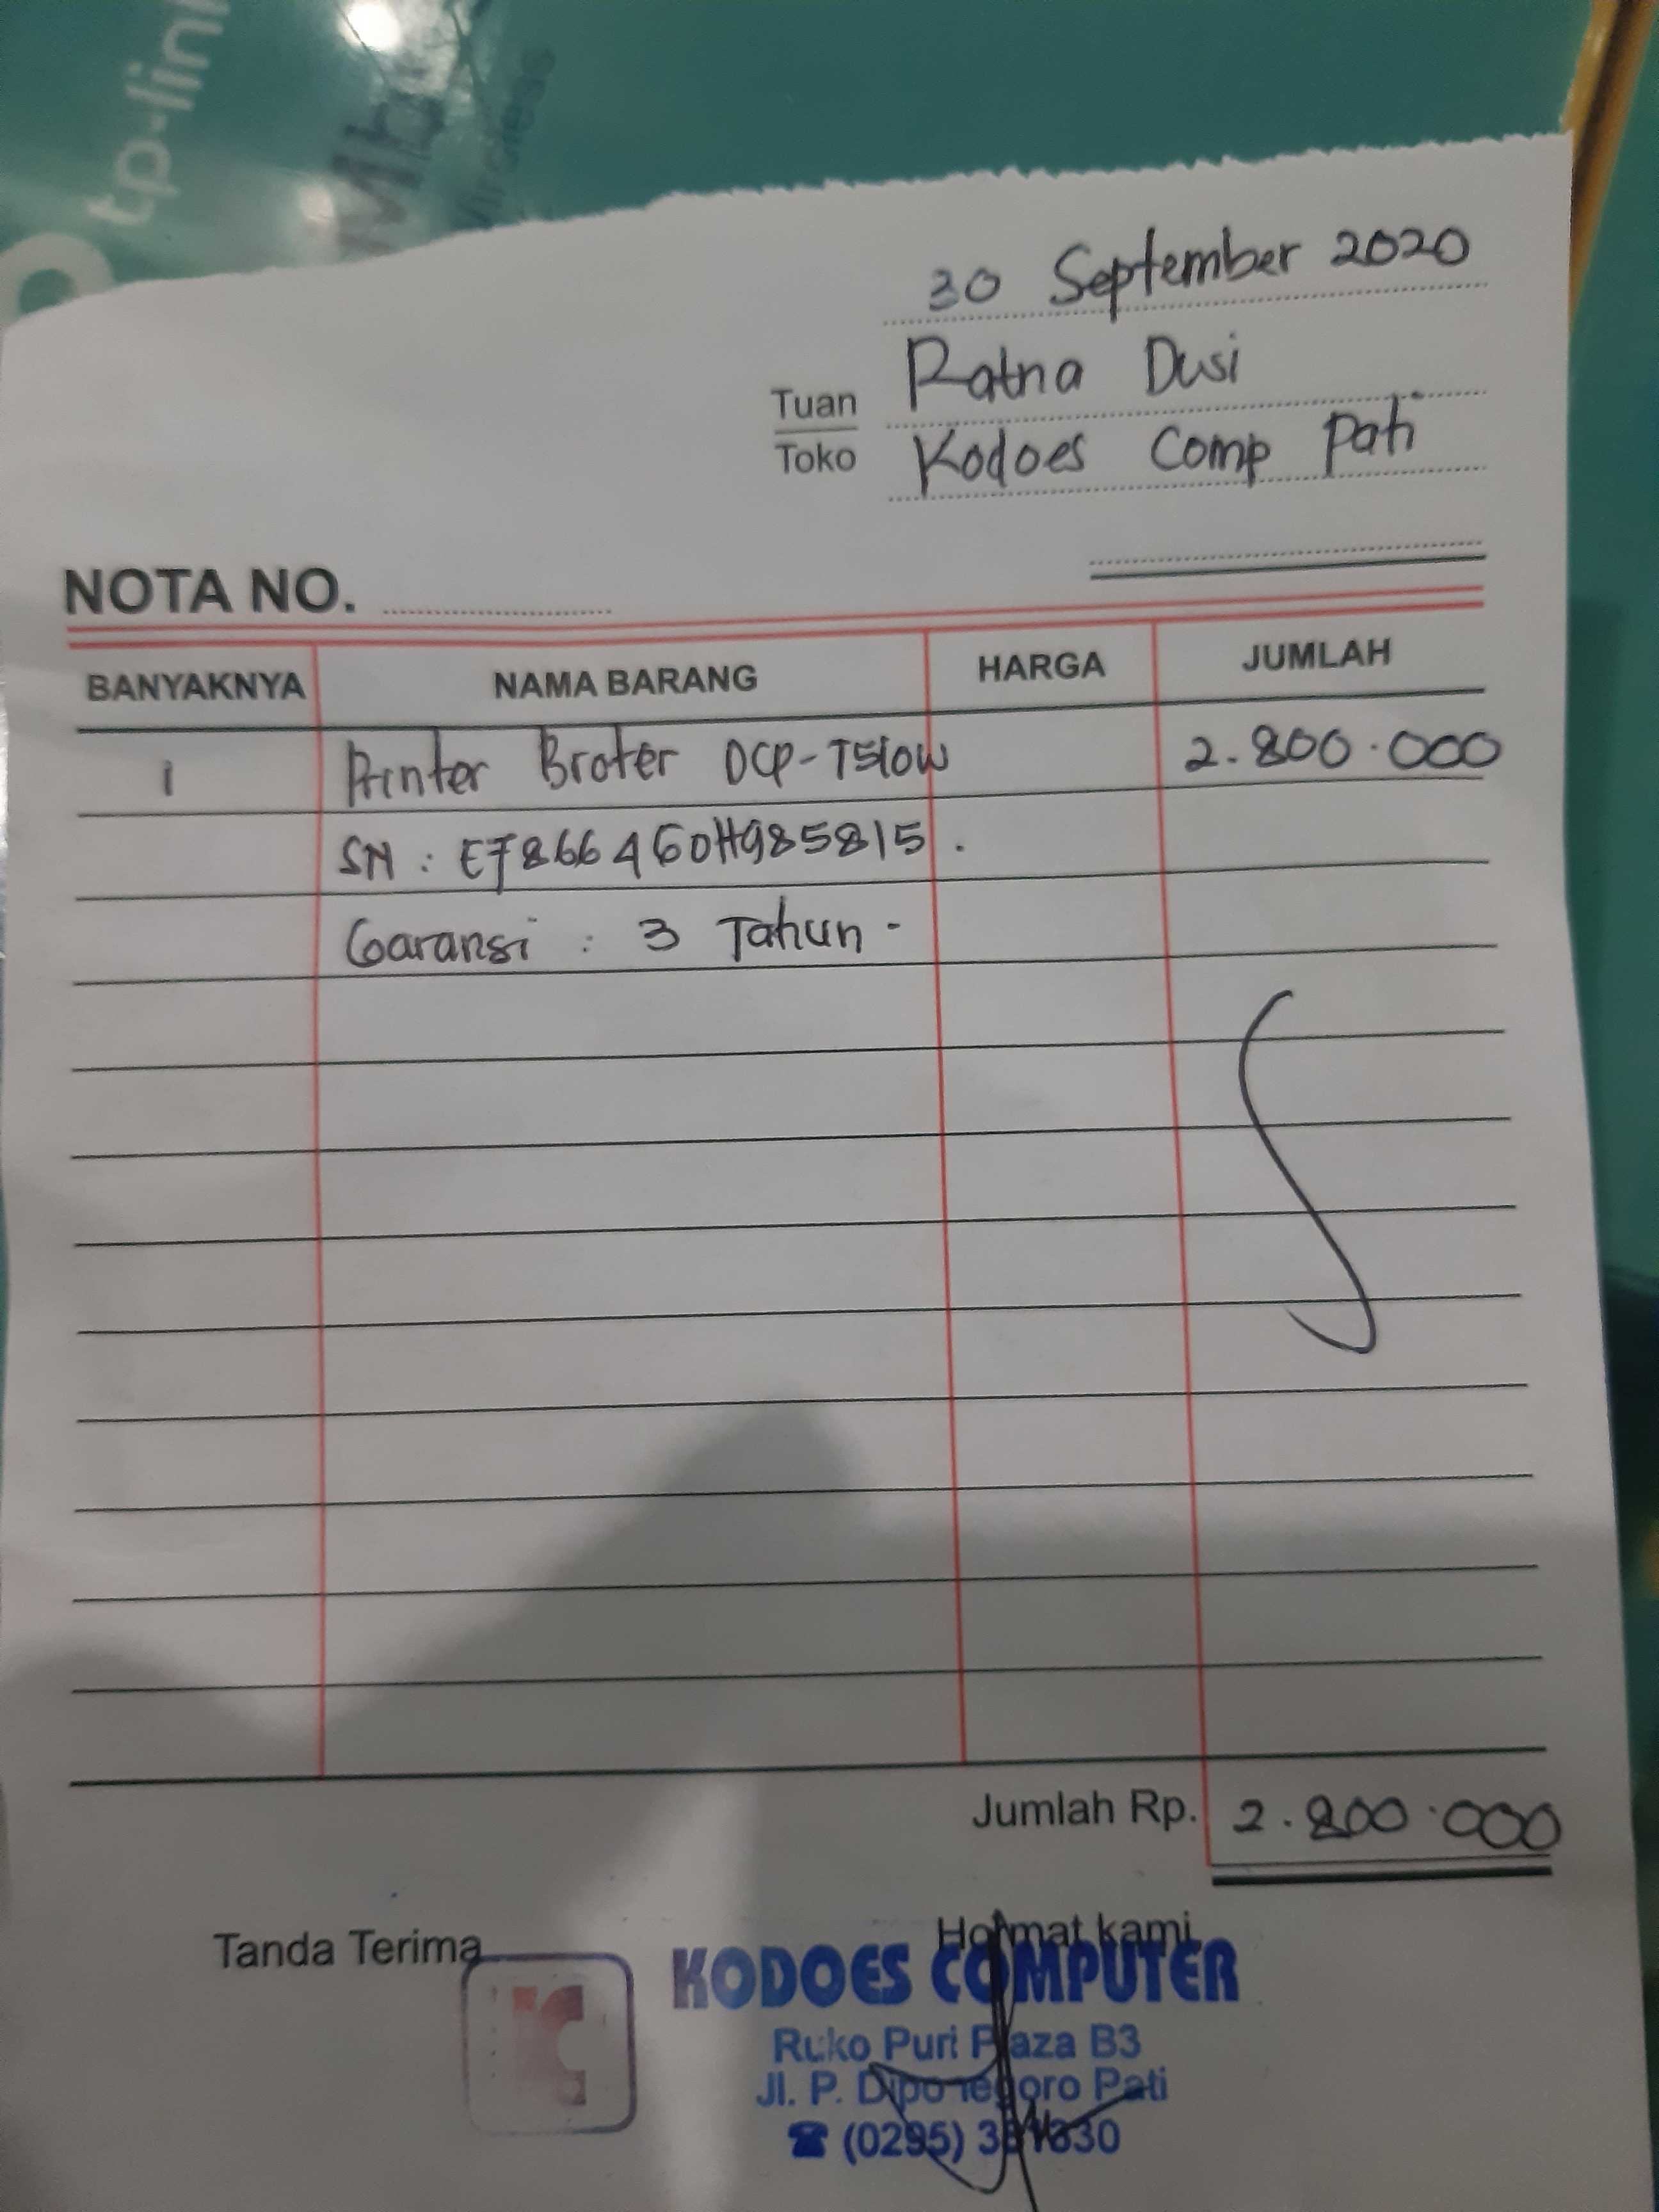 tp-link
30 September 2020
Tuan Ratna Dusi
Toko Kodoes Comp Pati
NOTA NO.
BANYAKNYA NAMA BARANG HARGA JUMLAH
1 Printer Broter DCP-T510W 2.800.000
SN : E78664G0H985815.
Garansi : 3 Tahun -
Jumlah Rp. 2.800.000
Tanda Terima Hormat kami
KODOES COMPUTER
Ruko Puri Plaza B3
Jl. P. Diponegoro Pati
(0295)